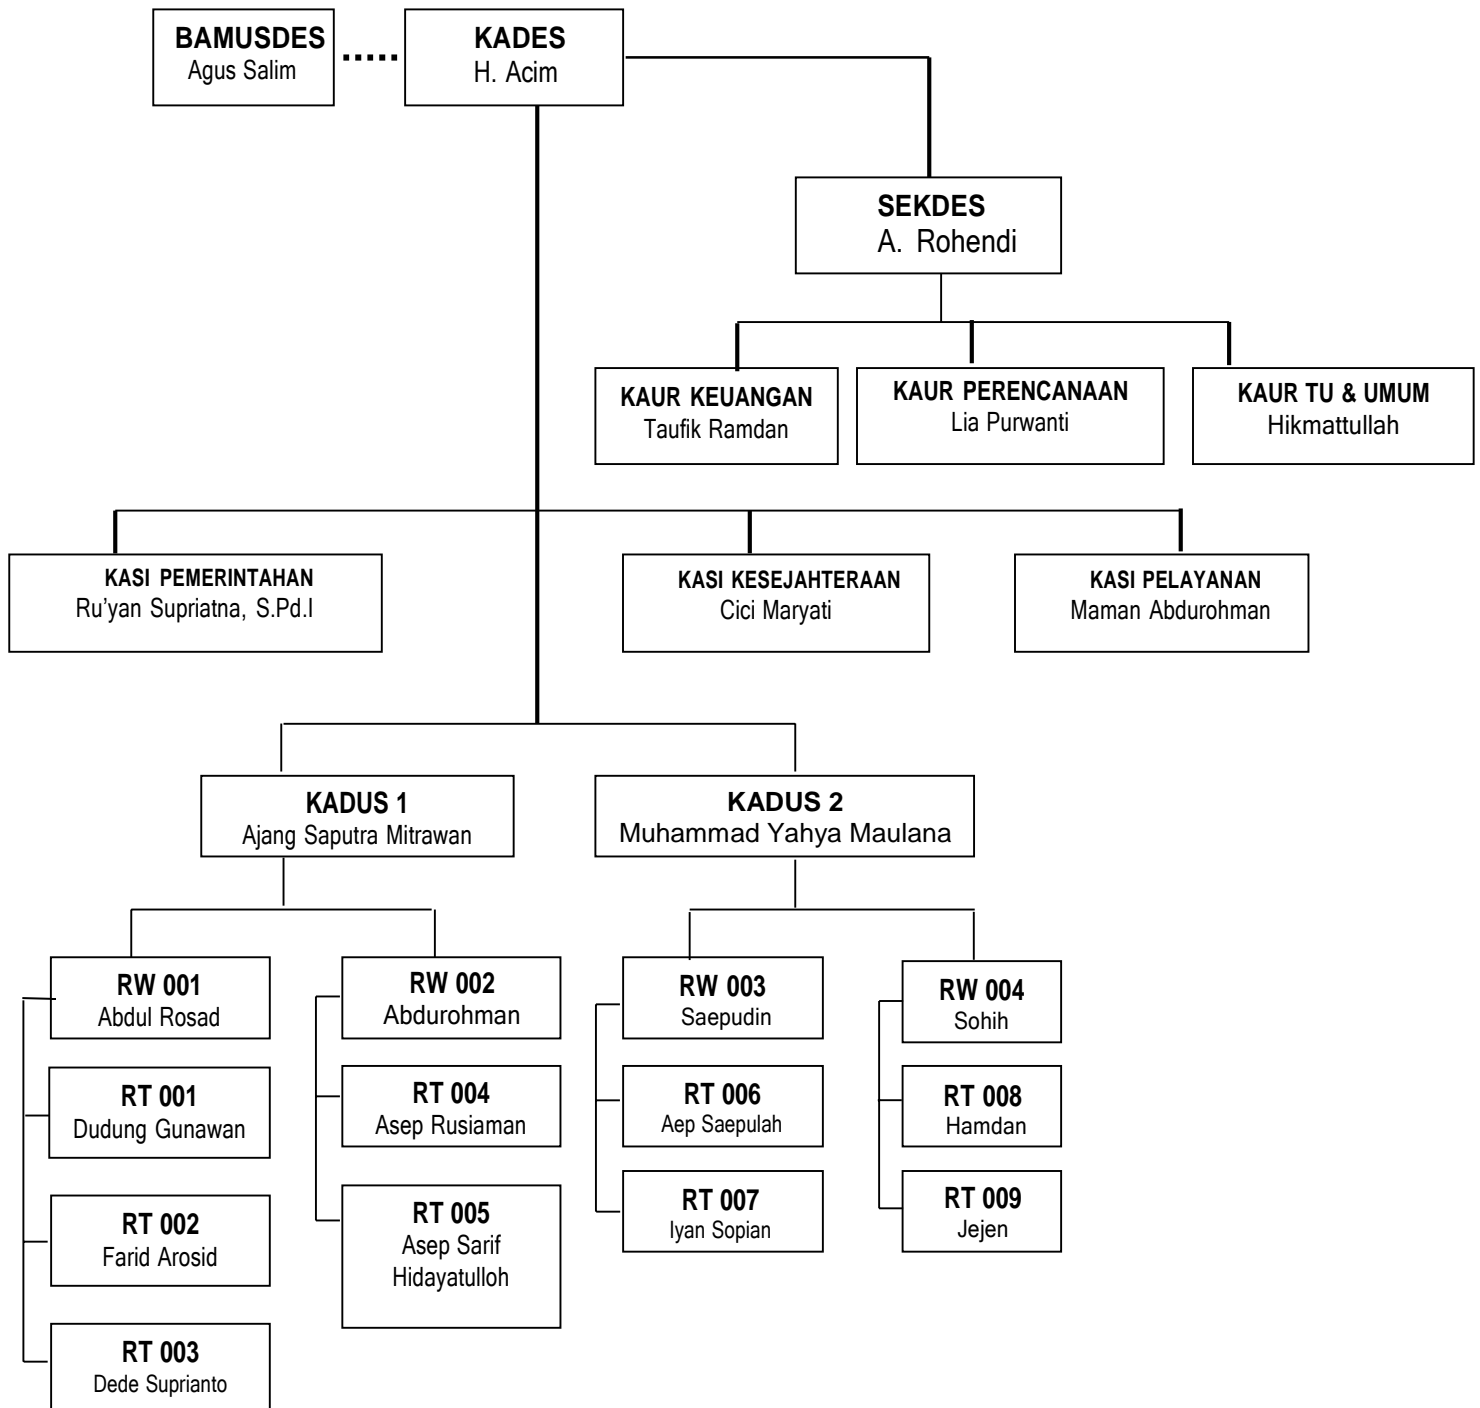 BAMUSDES
Agus Salim
KADES
H. Acim
SEKDES
A. Rohendi
KAUR KEUANGAN
Taufik Ramdan
KAUR PERENCANAAN
Lia Purwanti
KAUR TU & UMUM
Hikmattullah
KASI PEMERINTAHAN
Ru’yan Supriatna, S.Pd.I
KASI KESEJAHTERAAN
Cici Maryati
KASI PELAYANAN
Maman Abdurohman
KADUS 1
Ajang Saputra Mitrawan
KADUS 2
Muhammad Yahya Maulana
RW 001
Abdul Rosad
RW 002
Abdurohman
RW 003
Saepudin
RW 004
Sohih
RT 001
Dudung Gunawan
RT 004
Asep Rusiaman
RT 006
Aep Saepulah
RT 008
Hamdan
RT 002
Farid Arosid
RT 005
Asep Sarif
Hidayatulloh
RT 007
Iyan Sopian
RT 009
Jejen
RT 003
Dede Suprianto